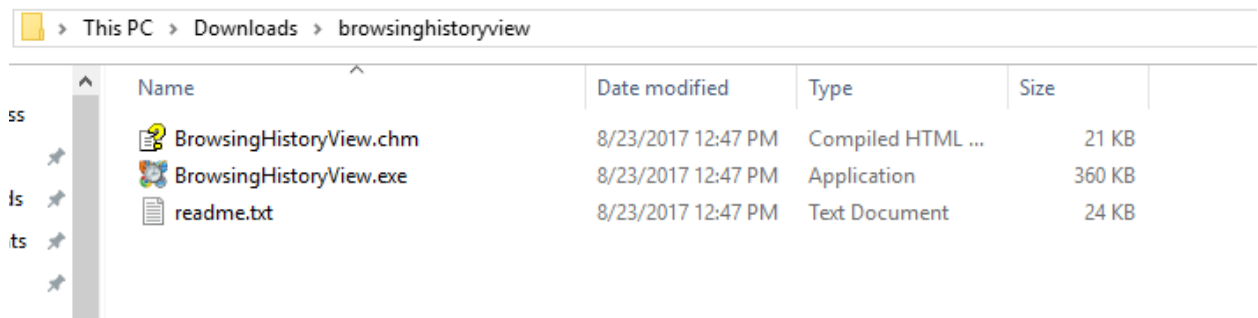 This PC > Downloads > browsinghistoryview
Name Date modified Type Size
ss
BrowsingHistoryView.chm 8/23/2017 12:47 PM Compiled HTML ... 21 KB
BrowsingHistoryView.exe 8/23/2017 12:47 PM Application 360 KB
ds readme.txt 8/23/2017 12:47 PM Text Document 24 KB
nts